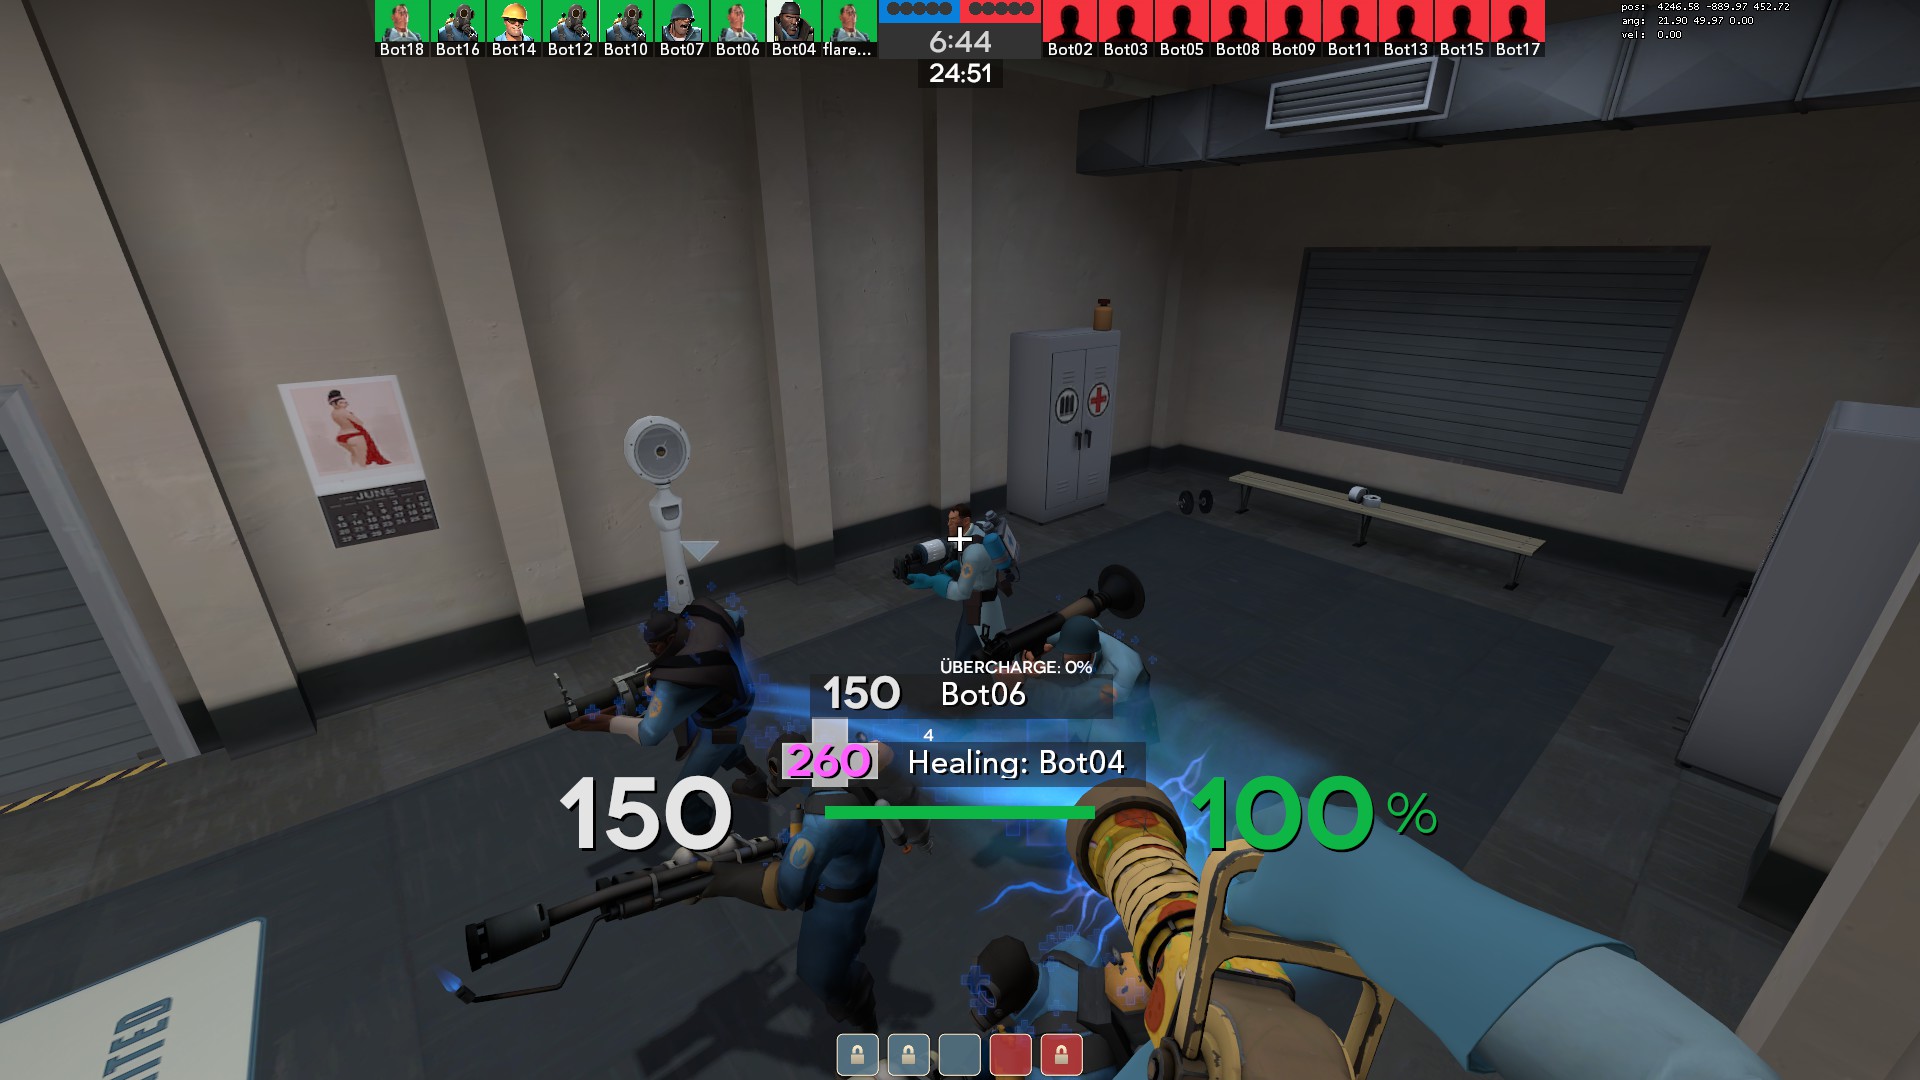 Bot18 Bot16 Bot14 Bot12 Bot10 Bot07 Bot06 Bot04 flare...
6:44
24:51
Bot02 Bot03 Bot05 Bot08 Bot09 Bot11 Bot13 Bot15 Bot17
pos: 4246.58 -889.97 452.72
ang: 21.90 49.97 0.00
vel: 0.00
JUNE
ÜBERCHARGE: 0%
150 Bot06
4
260 Healing: Bot04
150
100%